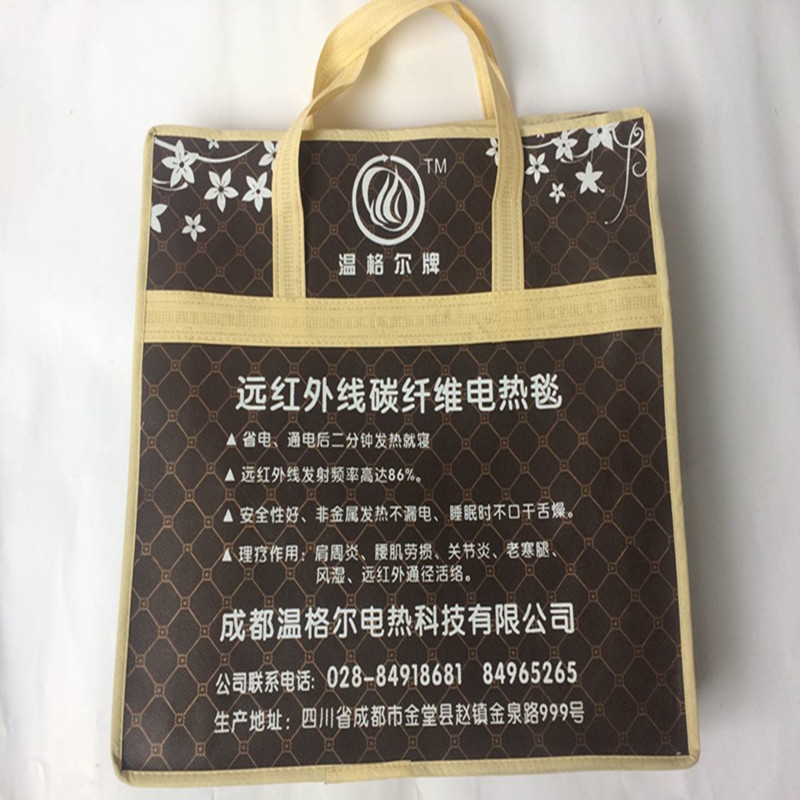 TM
温格尔牌
远红外线碳纤维电热毯
▲省电、通电后二分钟发热就寝
▲远红外线发射频率高达86%。
▲安全性好、非金属发热不漏电、睡眠时不口干舌燥。
▲理疗作用：肩周炎、腰肌劳损、关节炎、老寒腿、
风湿、远红外通径活络。
成都温格尔电热科技有限公司
公司联系电话: 028-84918681 84965265
生产地址: 四川省成都市金堂县赵镇金泉路999号